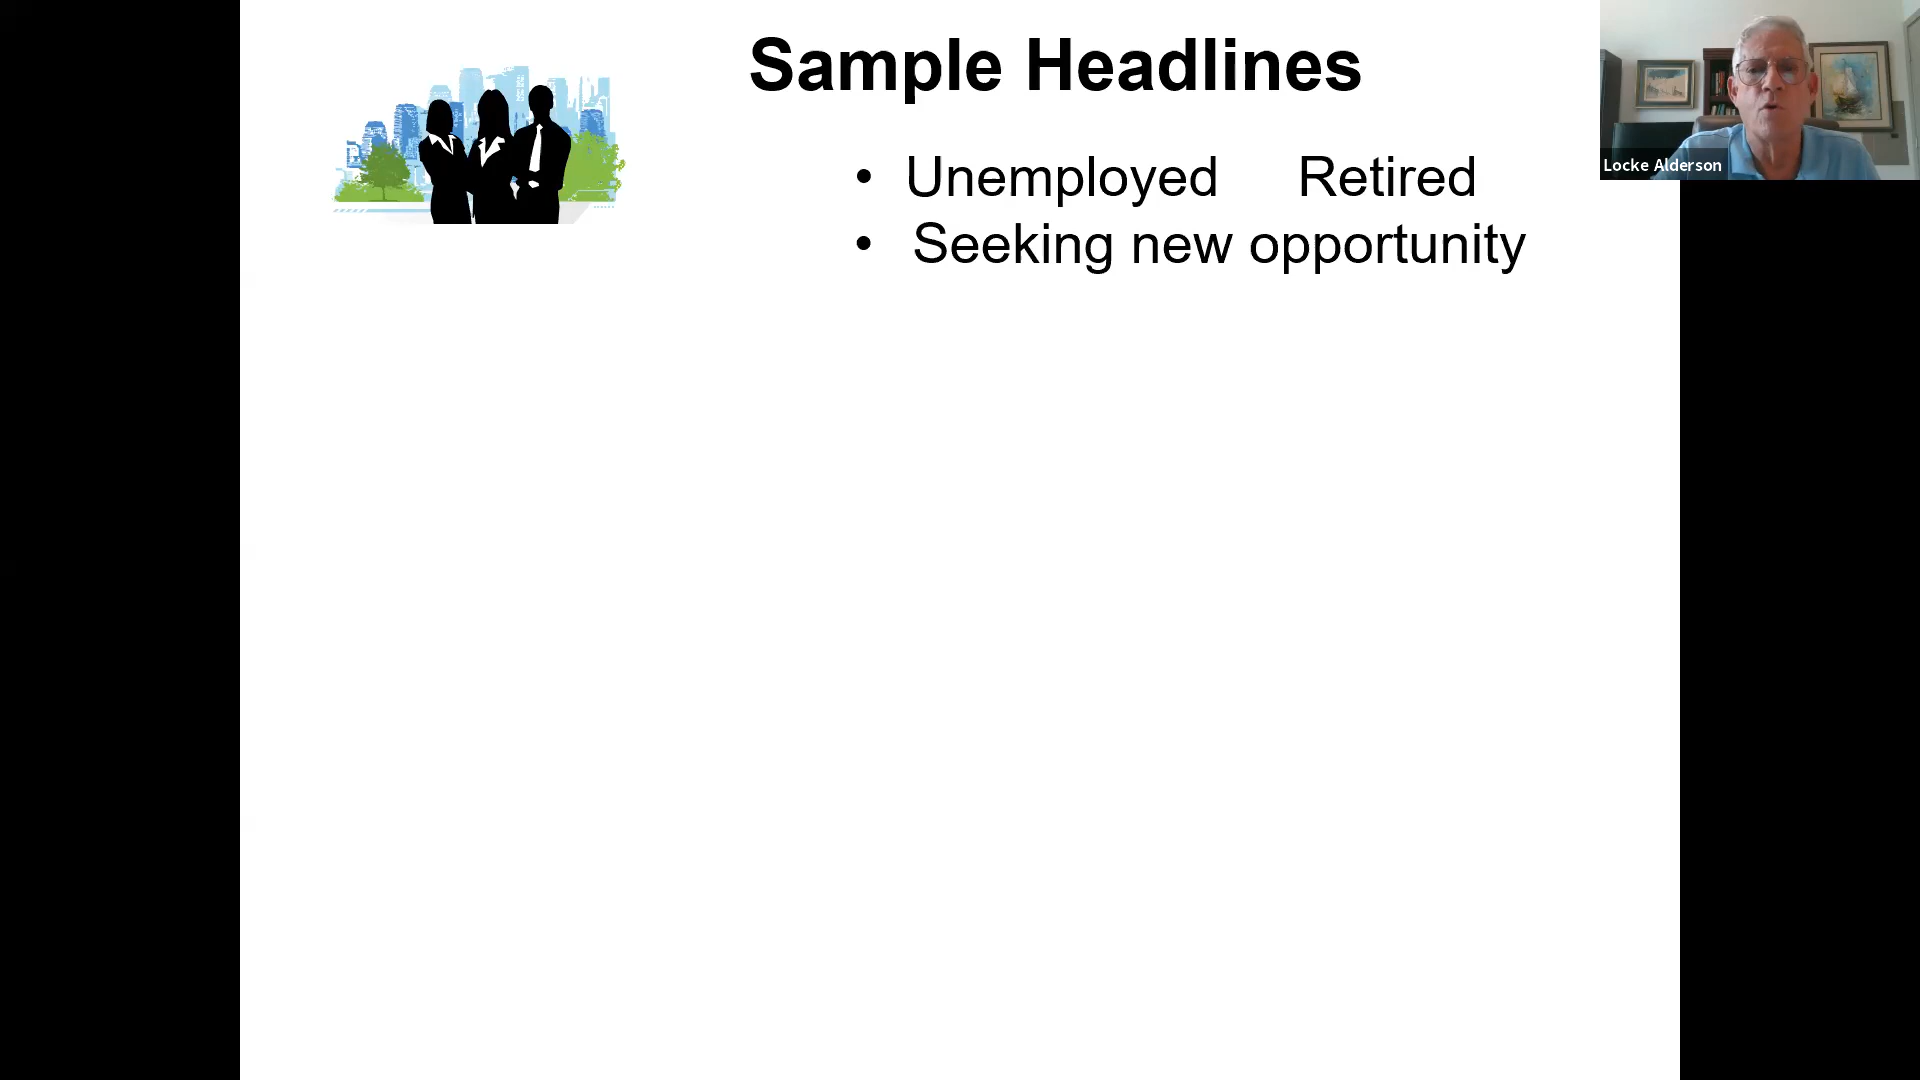 Sample Headlines
• Unemployed Retired
• Seeking new opportunity
Locke Alderson